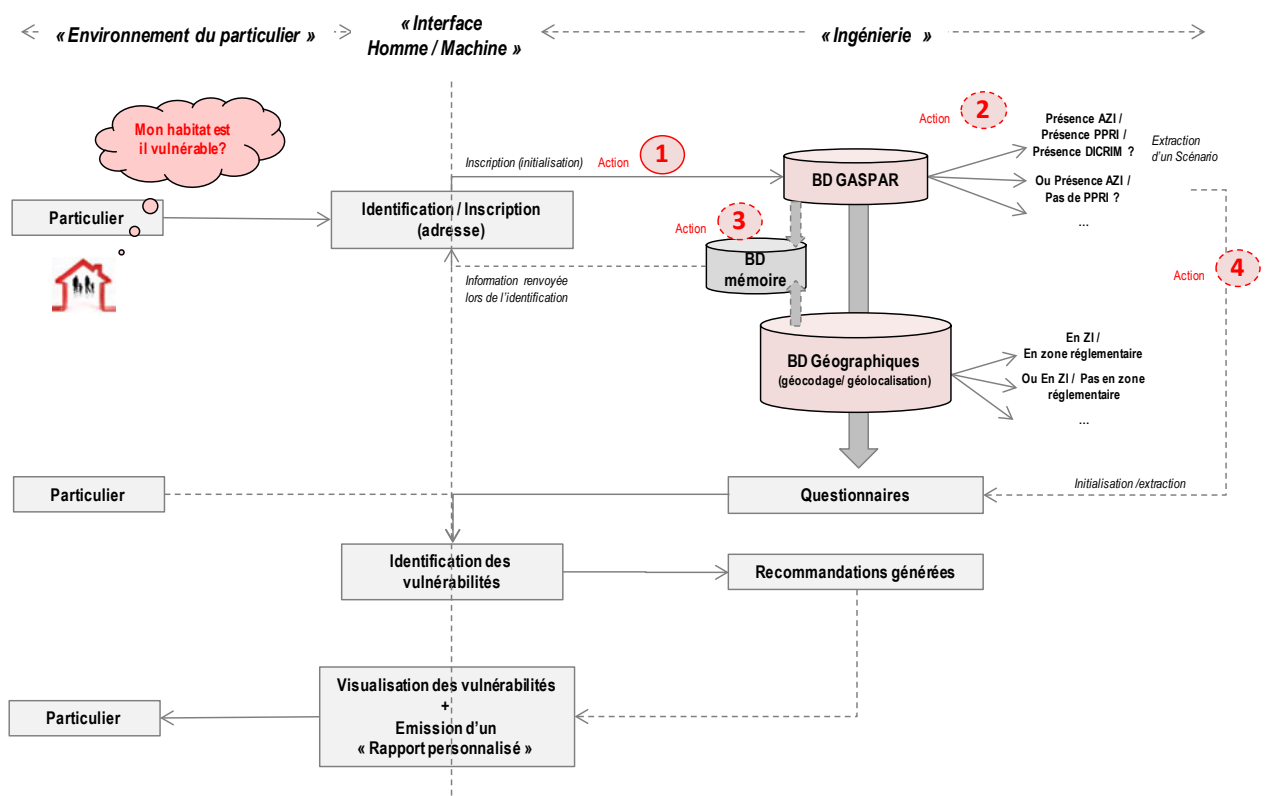 « Environnement du particulier »
« Interface
Homme / Machine »
« Ingénierie »
Mon habitat est
il vulnérable?
Particulier
Identification / Inscription
(adresse)
Inscription (initialisation)
Action
1
BD GASPAR
Action
2
Présence AZI /
Présence PPRI /
Présence DICRIM ?
Ou Présence AZI /
Pas de PPRI ?
...
Extraction
d’un Scénario
Action
3
BD
mémoire
Information renvoyée
lors de l’identification
Action
4
BD Géographiques
(géocodage/ géolocalisation)
En ZI /
En zone réglementaire
Ou En ZI / Pas en zone
réglementaire
...
Particulier
Questionnaires
Initialisation /extraction
Identification des
vulnérabilités
Recommandations générées
Particulier
Visualisation des vulnérabilités
+
Emission d’un
« Rapport personnalisé »